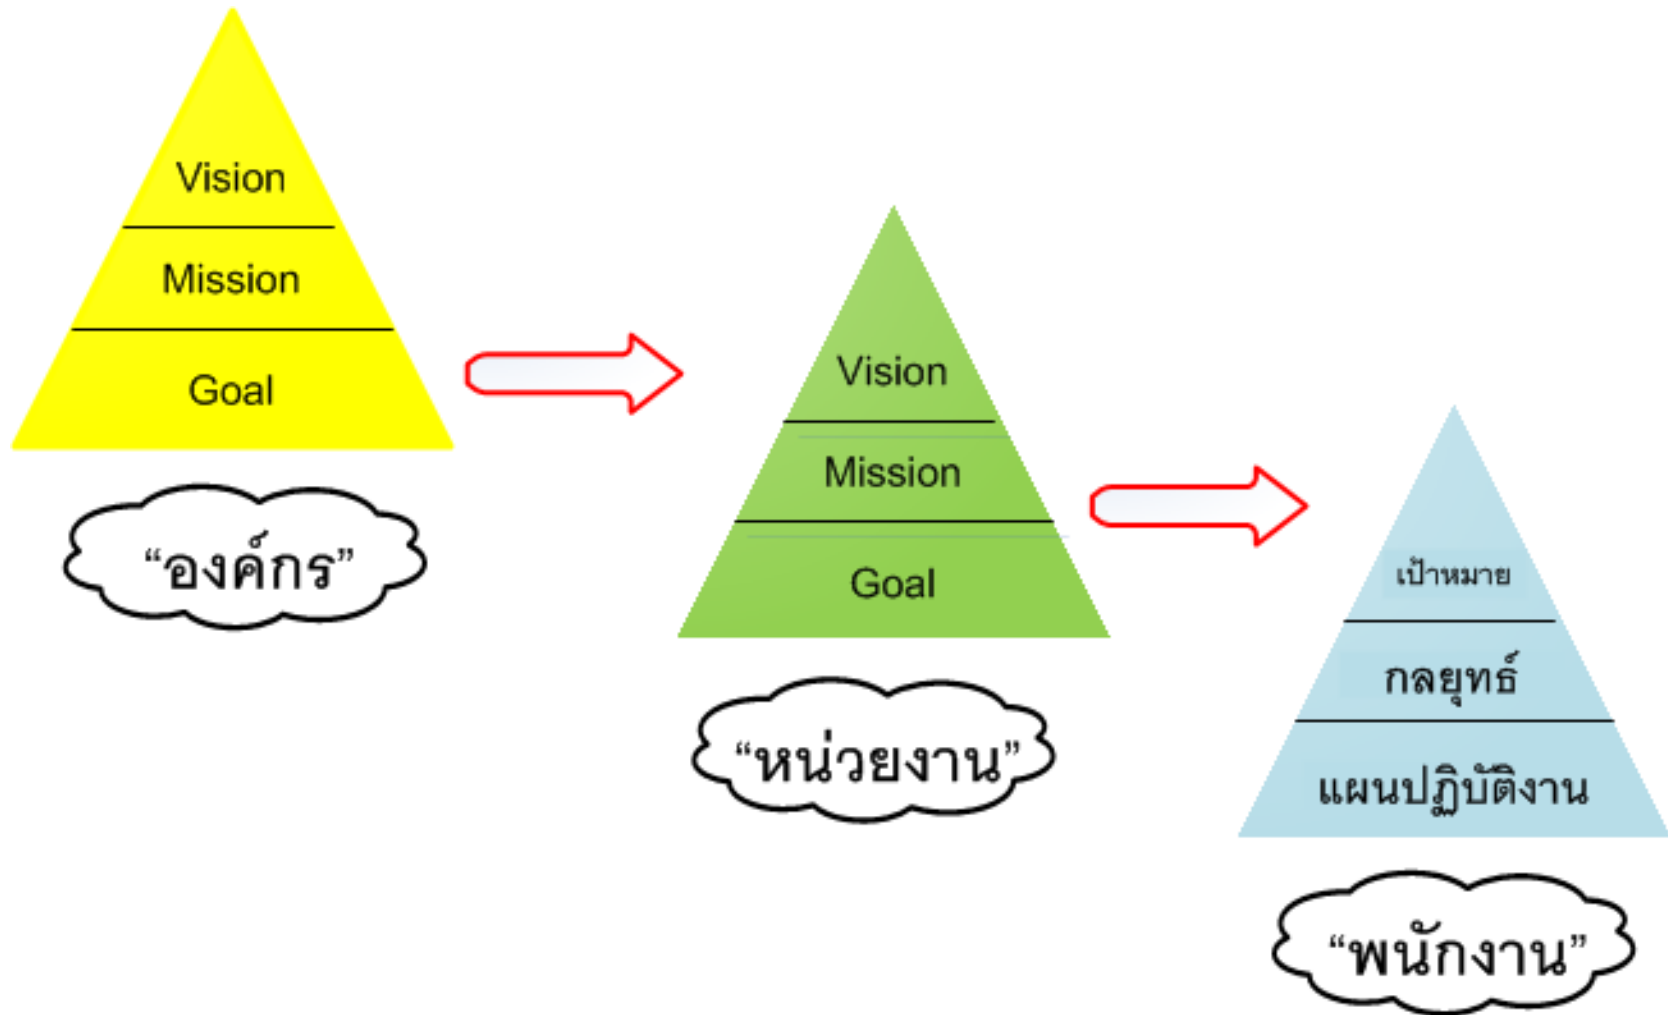 Vision
Mission
Goal
“องค์กร”
Vision
Mission
Goal
“หน่วยงาน”
เป้าหมาย
กลยุทธ์
แผนปฏิบัติงาน
“พนักงาน”